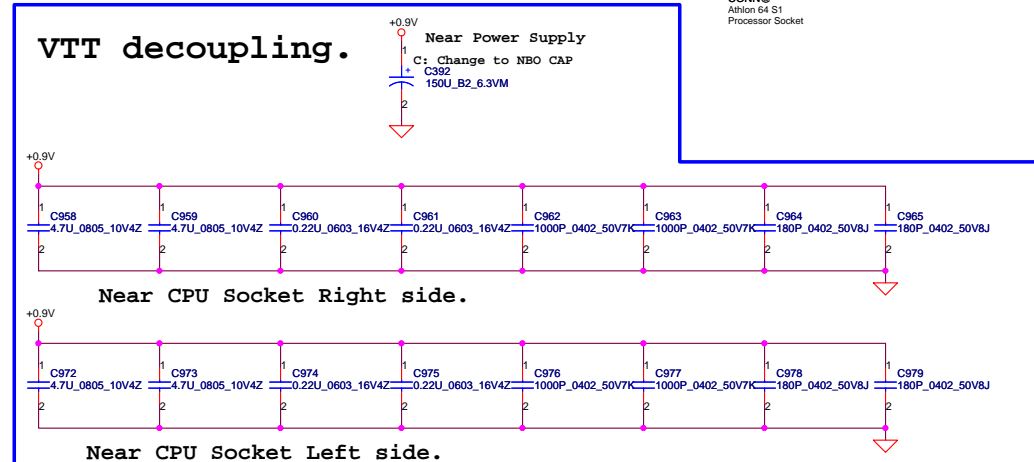 Athlon 64 S1
Processor Socket
VTT decoupling.
+0.9V
Near Power Supply
C: Change to NBO CAP
1
+
C392
150U_B2_6.3VM
2
+0.9V
1 1 1 1 1 1 1 1
C958 C959 C960 C961 C962 C963 C964 C965
4.7U_0805_10V4Z 4.7U_0805_10V4Z 0.22U_0603_16V4Z 0.22U_0603_16V4Z 1000P_0402_50V7K 1000P_0402_50V7K 180P_0402_50V8J 180P_0402_50V8J
2 2 2 2 2 2 2 2
Near CPU Socket Right side.
+0.9V
1 1 1 1 1 1 1 1
C972 C973 C974 C975 C976 C977 C978 C979
4.7U_0805_10V4Z 4.7U_0805_10V4Z 0.22U_0603_16V4Z 0.22U_0603_16V4Z 1000P_0402_50V7K 1000P_0402_50V7K 180P_0402_50V8J 180P_0402_50V8J
2 2 2 2 2 2 2 2
Near CPU Socket Left side.